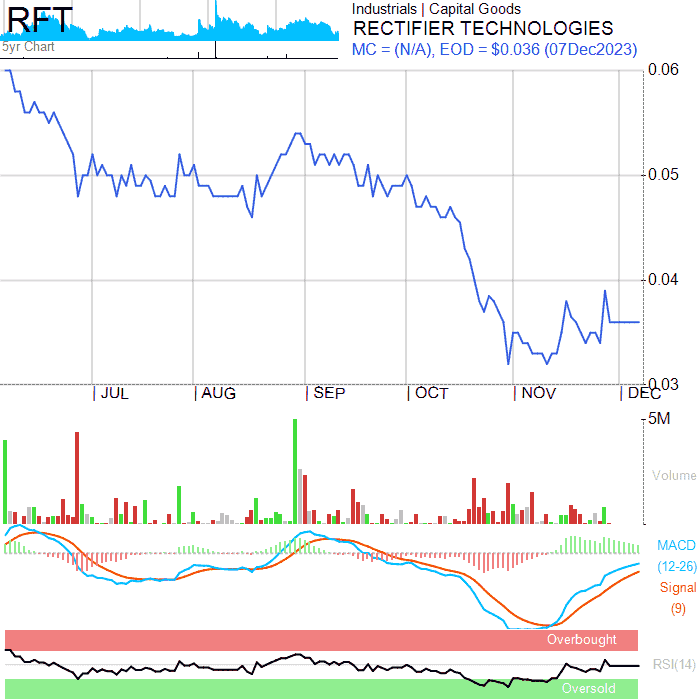 RFT
5yr Chart
Industrials | Capital Goods
RECTIFIER TECHNOLOGIES
MC = (N/A), EOD = $0.036 (07Dec2023)
0.06
0.05
0.04
0.03
JUL AUG SEP OCT NOV DEC
5M
Volume
MACD
(12-26)
Signal
(9)
Overbought
RSI(14)
Oversold